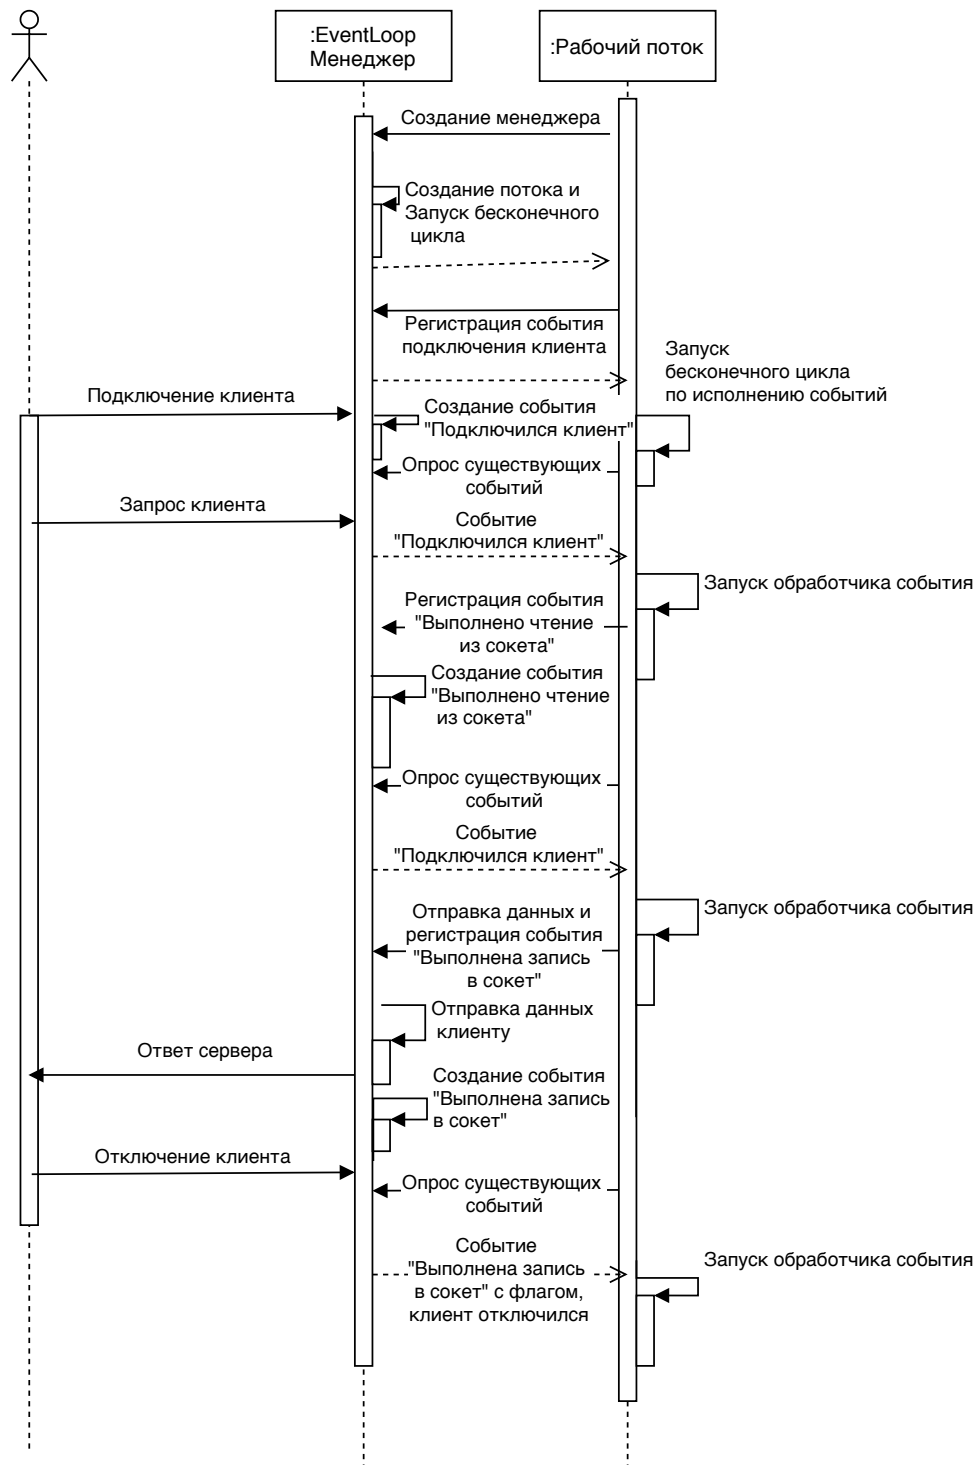 :EventLoop
Менеджер
:Рабочий поток
Создание менеджера
Создание потока и
Запуск бесконечного
цикла
Регистрация события
подключения клиента
Запуск
бесконечного цикла
по исполнению событий
Подключение клиента
Создание события
"Подключился клиент"
Опрос существующих
событий
Запрос клиента
Событие
"Подключился клиент"
Запуск обработчика события
Регистрация события
"Выполнено чтение
из сокета"
Создание события
"Выполнено чтение
из сокета"
Опрос существующих
событий
Событие
"Подключился клиент"
Запуск обработчика события
Отправка данных и
регистрация события
"Выполнена запись
в сокет"
Отправка данных
клиенту
Ответ сервера
Создание события
"Выполнена запись
в сокет"
Отключение клиента
Опрос существующих
событий
Событие
"Выполнена запись
в сокет" с флагом,
клиент отключился
Запуск обработчика события